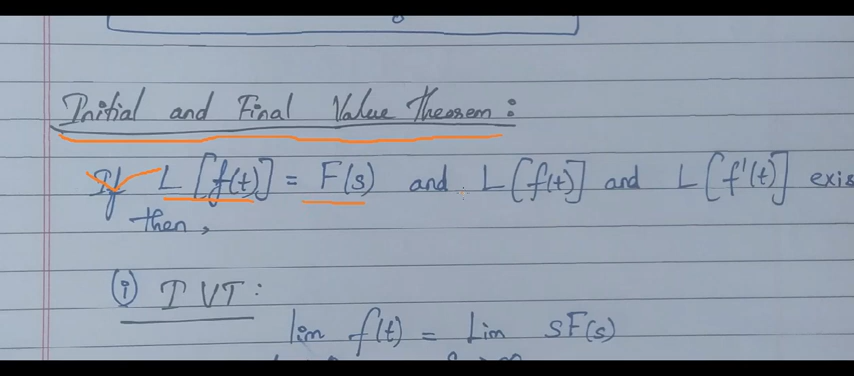 Initial and Final Value Theorem :
If L[f(t)] = F(s) and L[f(t)] and L[f'(t)] exis
then,
(i) IVT :
lim f(t) = Lim sF(s)